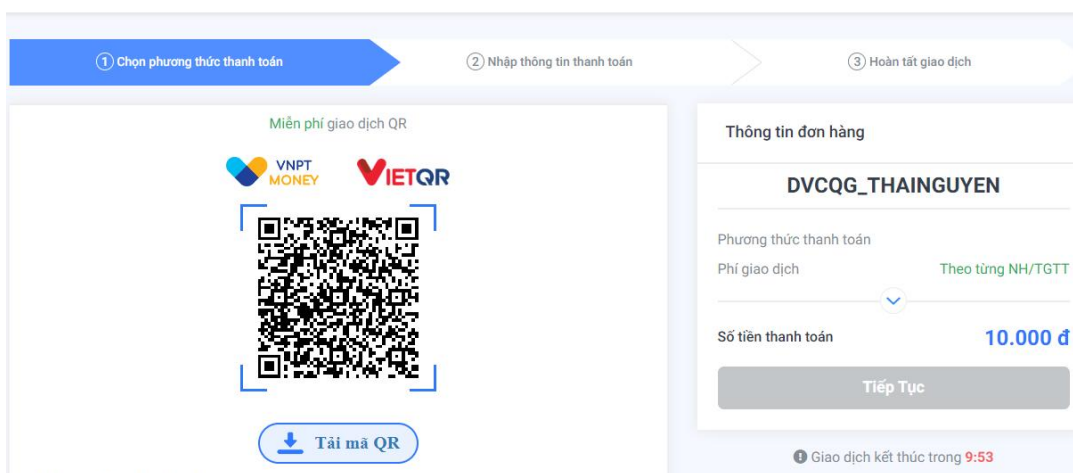 1 Chọn phương thức thanh toán
2 Nhập thông tin thanh toán
3 Hoàn tất giao dịch
Miễn phí giao dịch QR
VNPT
MONEY
VIETQR
Tải mã QR
Thông tin đơn hàng
DVCQG_THAINGUYEN
Phương thức thanh toán
Phí giao dịch Theo từng NH/TGTT
Số tiền thanh toán 10.000 đ
Tiếp Tục
Giao dịch kết thúc trong 9:53